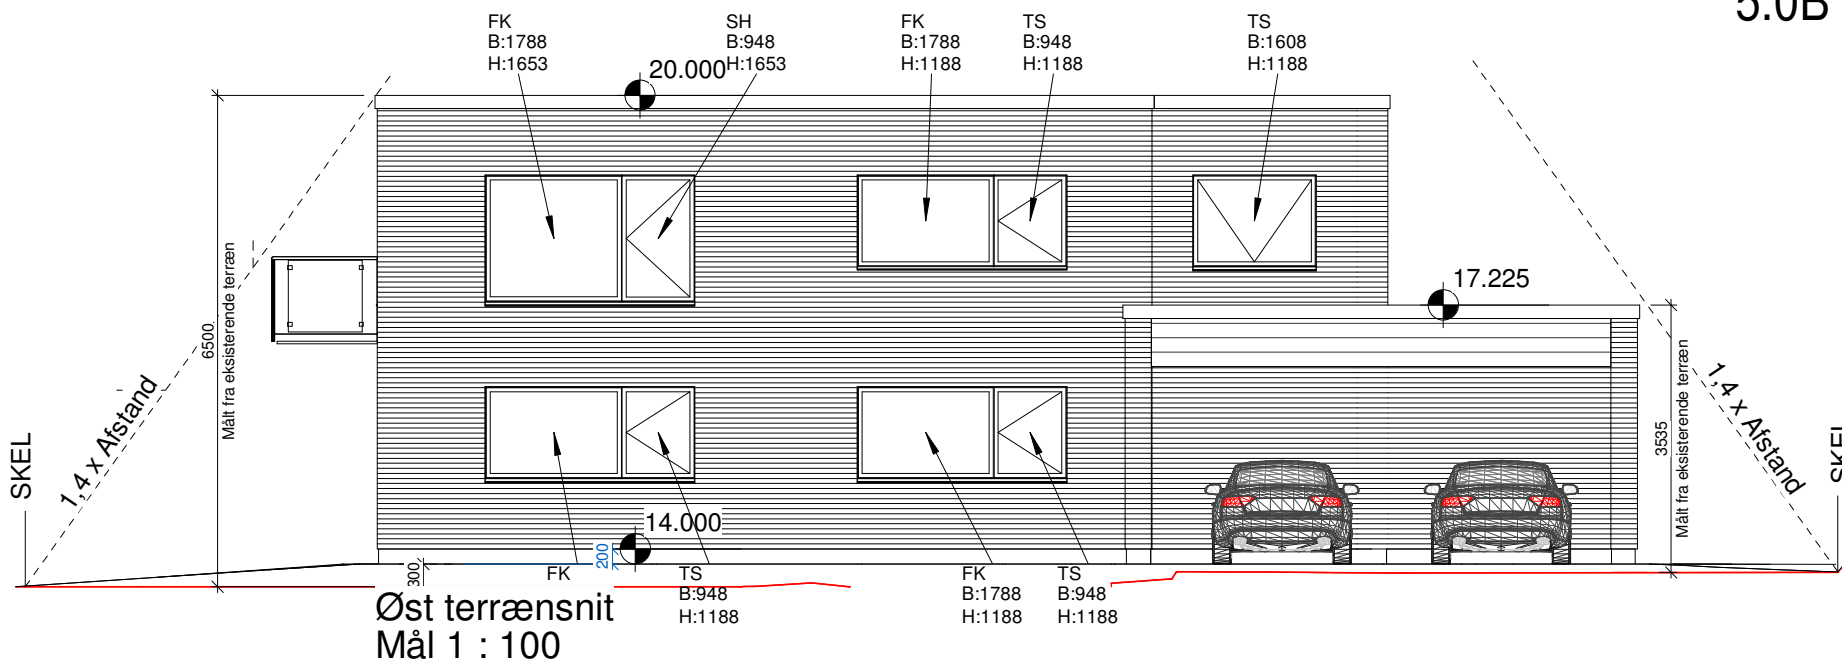 5.0B
FK
B:1788
H:1653
SH
B:948
H:1653
FK
B:1788
H:1188
TS
B:948
H:1188
TS
B:1608
H:1188
20.000
17.225
6500
Målt fra eksisterende terræn
3535
Målt fra eksisterende terræn
1,4 x Afstand
1,4 x Afstand
SKEL
SKEL
14.000
200
300
FK
TS
B:948
H:1188
FK
B:1788
H:1188
TS
B:948
H:1188
Øst terrænsnit
Mål 1 : 100